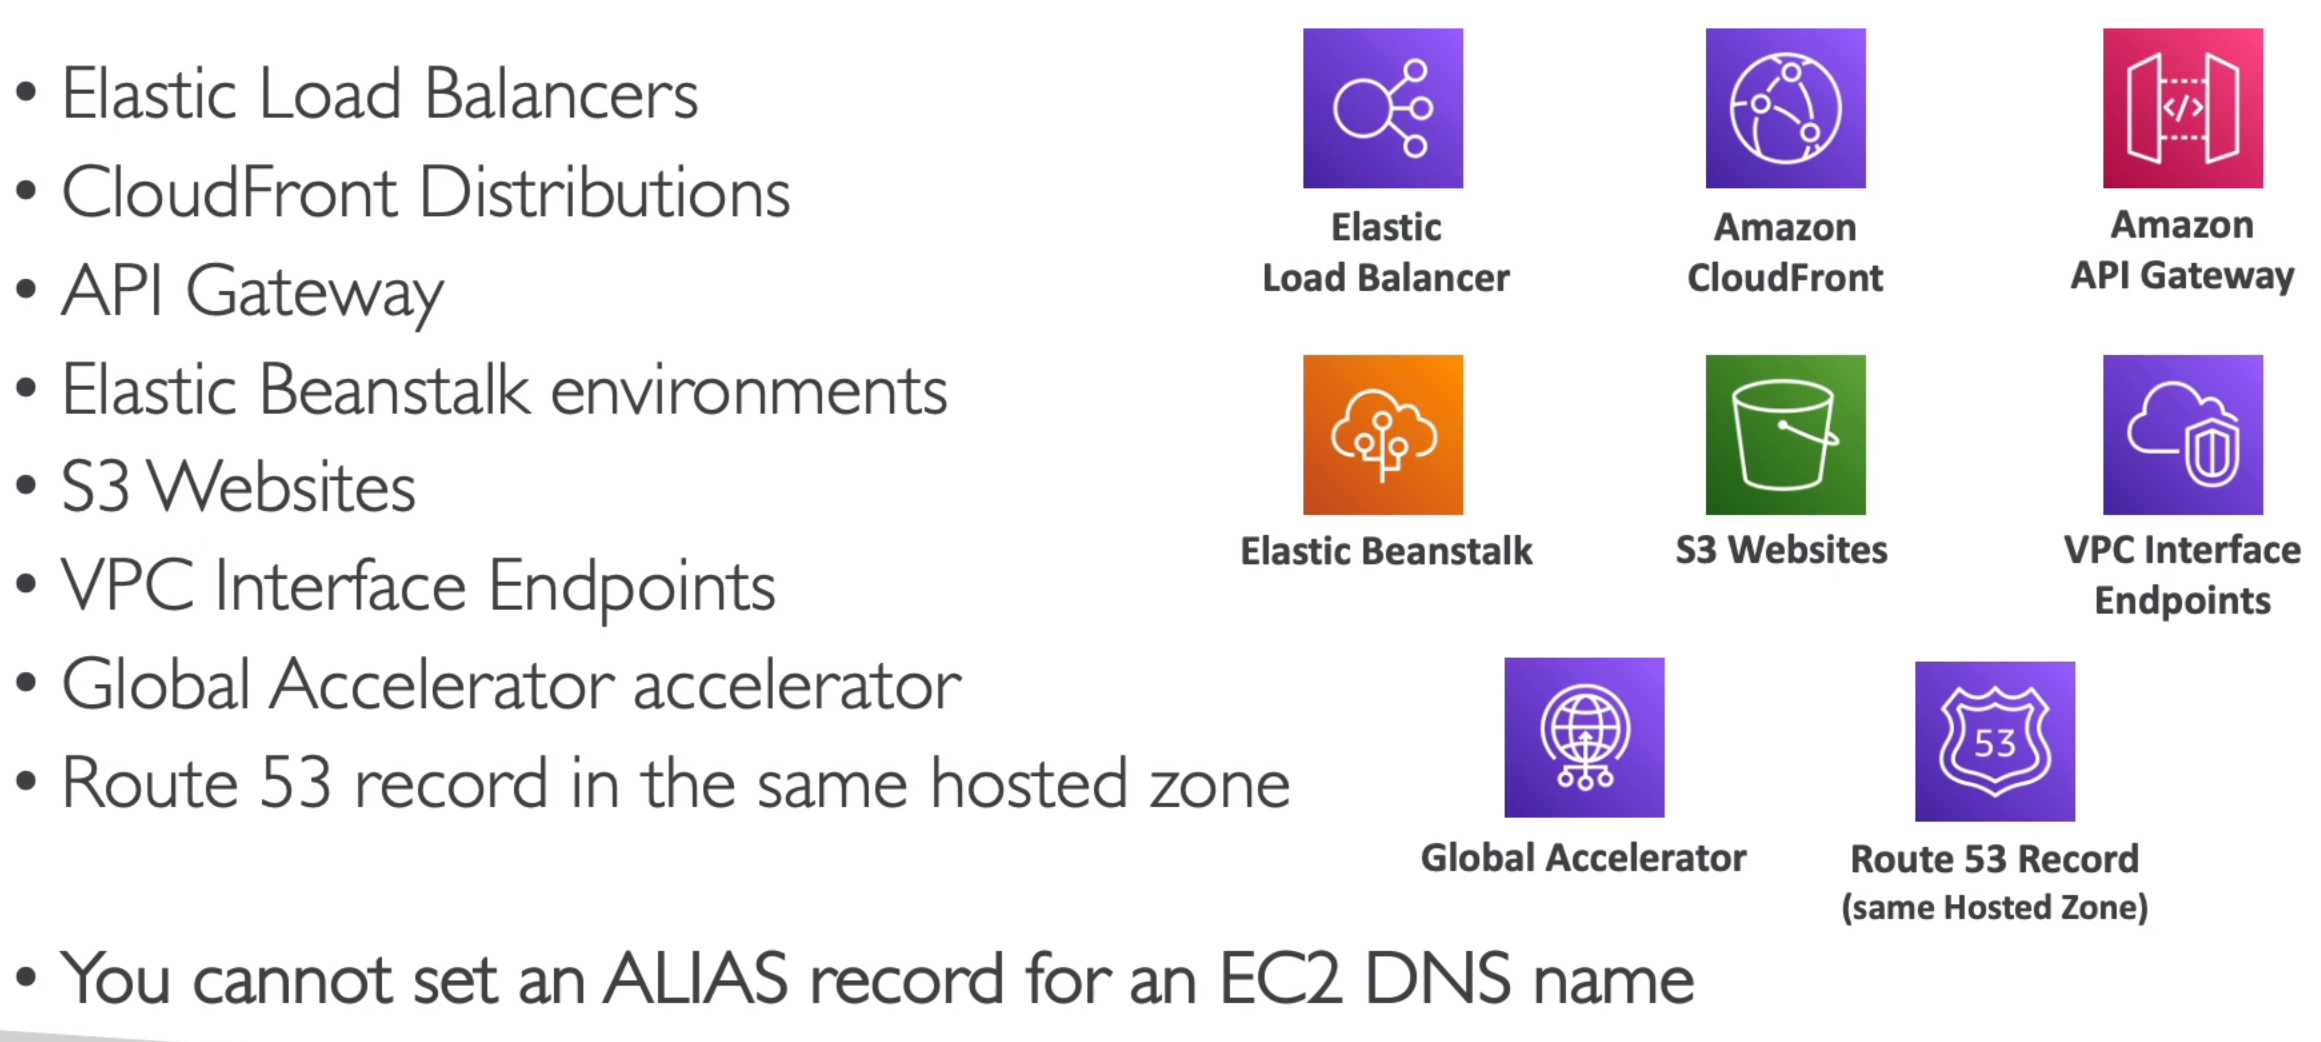 • Elastic Load Balancers
• CloudFront Distributions
• API Gateway
• Elastic Beanstalk environments
• S3 Websites
• VPC Interface Endpoints
• Global Accelerator accelerator
• Route 53 record in the same hosted zone
• You cannot set an ALIAS record for an EC2 DNS name
Elastic
Load Balancer
Amazon
CloudFront
</>
Amazon
API Gateway
Elastic Beanstalk
S3 Websites
VPC Interface
Endpoints
Global Accelerator
53
Route 53 Record
(same Hosted Zone)